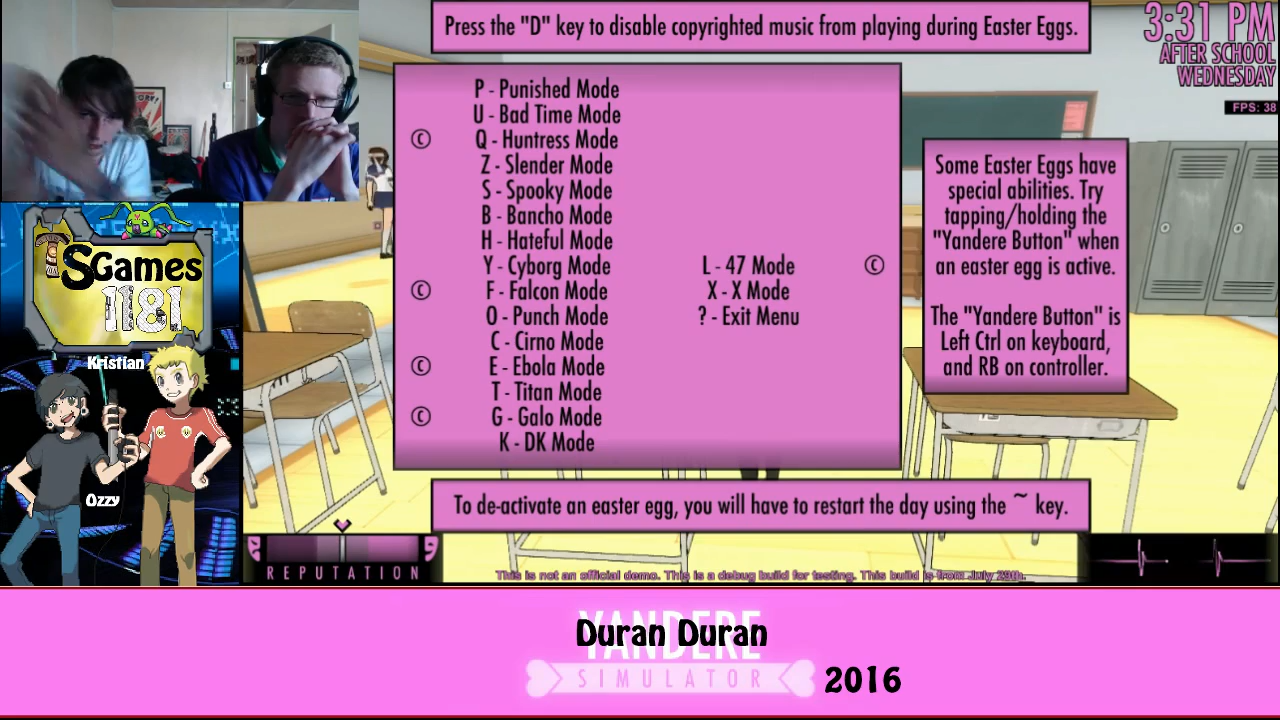 Press the "D" key to disable copyrighted music from playing during Easter Eggs.
3:31 PM
AFTER SCHOOL
WEDNESDAY
FPS: 38
P - Punished Mode
U - Bad Time Mode
© Q - Huntress Mode
Z - Slender Mode
S - Spooky Mode
B - Bancho Mode
H - Hateful Mode
Y - Cyborg Mode
© F - Falcon Mode
O - Punch Mode
C - Cirno Mode
© E - Ebola Mode
T - Titan Mode
© G - Galo Mode
K - DK Mode
L - 47 Mode ©
X - X Mode
? - Exit Menu
Some Easter Eggs have
special abilities. Try
tapping/holding the
"Yandere Button" when
an easter egg is active.
The "Yandere Button" is
Left Ctrl on keyboard,
and RB on controller.
To de-activate an easter egg, you will have to restart the day using the ~ key.
TSGames
1181
Kristian
Ozzy
REPUTATION
This is not an official demo. This is a debug build for testing. This build is from July 29th.
YANDERE
Duran Duran
SIMULATOR
2016